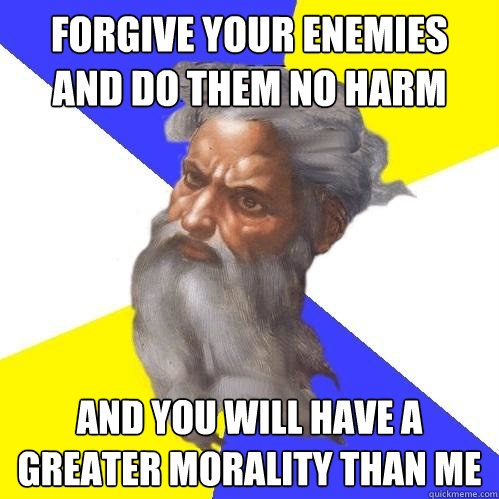 FORGIVE YOUR ENEMIES
AND DO THEM NO HARM
AND YOU WILL HAVE A
GREATER MORALITY THAN ME
quickmeme.com